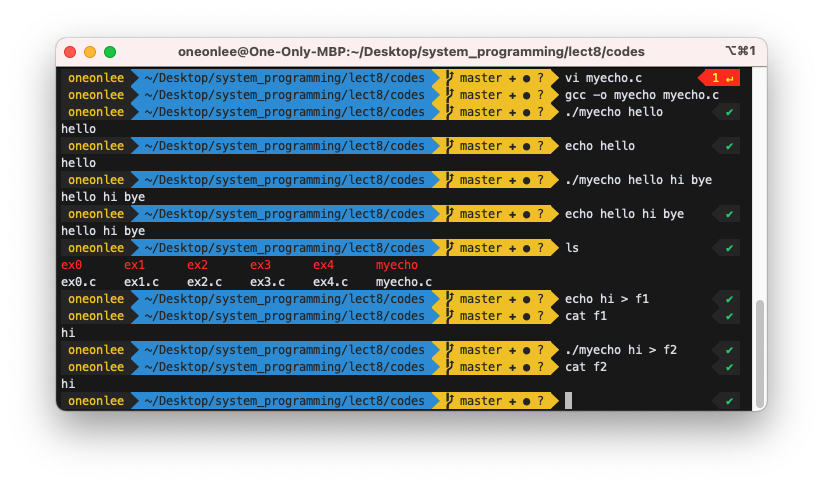 oneonlee@One-Only-MBP:~/Desktop/system_programming/lect8/codes ⌥⌘1
oneonlee ~/Desktop/system_programming/lect8/codes master ✚ ● ? vi myecho.c 1 ↵
oneonlee ~/Desktop/system_programming/lect8/codes master ✚ ● ? gcc -o myecho myecho.c
oneonlee ~/Desktop/system_programming/lect8/codes master ✚ ● ? ./myecho hello ✔
hello
oneonlee ~/Desktop/system_programming/lect8/codes master ✚ ● ? echo hello ✔
hello
oneonlee ~/Desktop/system_programming/lect8/codes master ✚ ● ? ./myecho hello hi bye
hello hi bye
oneonlee ~/Desktop/system_programming/lect8/codes master ✚ ● ? echo hello hi bye ✔
hello hi bye
oneonlee ~/Desktop/system_programming/lect8/codes master ✚ ● ? ls ✔
ex0 ex1 ex2 ex3 ex4 myecho
ex0.c ex1.c ex2.c ex3.c ex4.c myecho.c
oneonlee ~/Desktop/system_programming/lect8/codes master ✚ ● ? echo hi > f1 ✔
oneonlee ~/Desktop/system_programming/lect8/codes master ✚ ● ? cat f1 ✔
hi
oneonlee ~/Desktop/system_programming/lect8/codes master ✚ ● ? ./myecho hi > f2 ✔
oneonlee ~/Desktop/system_programming/lect8/codes master ✚ ● ? cat f2 ✔
hi
oneonlee ~/Desktop/system_programming/lect8/codes master ✚ ● ? ✔